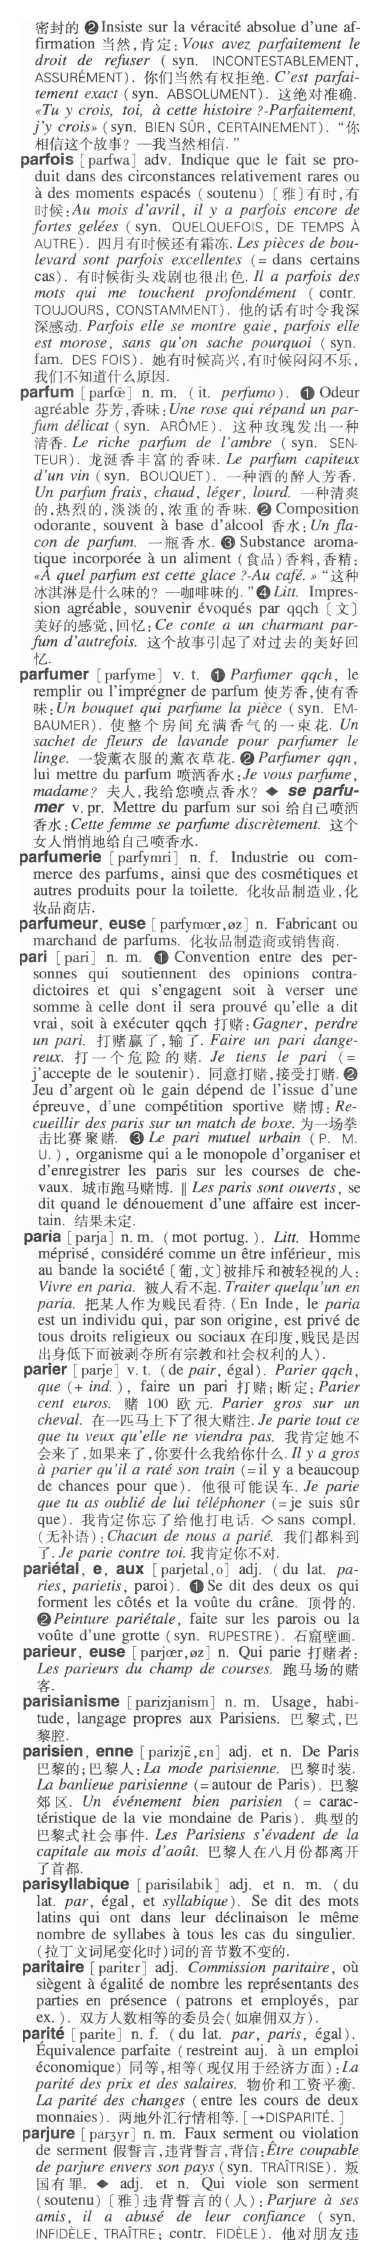 密封的 ❷ Insiste sur la véracité absolue d'une af-
firmation 当然,肯定: Vous avez parfaitement le
droit de refuser (syn. INCONTESTABLEMENT,
ASSURÉMENT). 你们当然有权拒绝. C'est parfai-
tement exact (syn. ABSOLUMENT). 这绝对准确.
«Tu y crois, toi, à cette histoire ?-Parfaitement,
j'y crois» (syn. BIEN SÛR, CERTAINEMENT). “你
相信这个故事? —我当然相信. ”
parfois [parfwa] adv. Indique que le fait se pro-
duit dans des circonstances relativement rares ou
à des moments espacés (soutenu) 〔雅〕有时,有
时候: Au mois d'avril, il y a parfois encore de
fortes gelées (syn. QUELQUEFOIS, DE TEMPS À
AUTRE). 四月有时候还有霜冻. Les pièces de bou-
levard sont parfois excellentes (= dans certains
cas). 有时候街头戏剧也很出色. Il a parfois des
mots qui me touchent profondément (contr.
TOUJOURS, CONSTAMMENT). 他的话有时令我深
深感动. Parfois elle se montre gaie, parfois elle
est morose, sans qu'on sache pourquoi (syn.
fam. DES FOIS). 她有时候高兴,有时候闷闷不乐,
我们不知道什么原因.
parfum [parfœ̃] n. m. (it. perfumo). ❶ Odeur
agréable 芬芳,香味: Une rose qui répand un par-
fum délicat (syn. ARÔME). 这种玫瑰发出一种
清香. Le riche parfum de l'ambre (syn. SEN-
TEUR). 龙涎香丰富的香味. Le parfum capiteux
d'un vin (syn. BOUQUET). 一种酒的醉人芳香.
Un parfum frais, chaud, léger, lourd. 一种清爽
的,热烈的,淡淡的,浓重的香味. ❷ Composition
odorante, souvent à base d'alcool 香水: Un fla-
con de parfum. 一瓶香水. ❸ Substance aroma-
tique incorporée à un aliment (食品)香料,香精:
«À quel parfum est cette glace ?-Au café. » “这种
冰淇淋是什么味的? —咖啡味的. ” ❹ Litt. Impres-
sion agréable, souvenir évoqués par qqch 〔文〕
美好的感觉,回忆: Ce conte a un charmant par-
fum d'autrefois. 这个故事引起了对过去的美好回
忆.
parfumer [parfyme] v. t. ❶ Parfumer qqch, le
remplir ou l'imprégner de parfum 使芳香,使有香
味: Un bouquet qui parfume la pièce (syn. EM-
BAUMER). 使整个房间充满香气的一束花. Un
sachet de fleurs de lavande pour parfumer le
linge. 一袋薰衣服的薰衣草花. ❷ Parfumer qqn,
lui mettre du parfum 喷洒香水: Je vous parfume,
madame? 夫人,我给您喷点香水? ◆ se parfu-
mer v. pr. Mettre du parfum sur soi 给自己喷洒
香水: Cette femme se parfume discrètement. 这个
女人悄悄地给自己喷香水.
parfumerie [parfymri] n. f. Industrie ou com-
merce des parfums, ainsi que des cosmétiques et
autres produits pour la toilette. 化妆品制造业,化
妆品商店.
parfumeur, euse [parfymœr,øz] n. Fabricant ou
marchand de parfums. 化妆品制造商或销售商.
pari [pari] n. m. ❶ Convention entre des per-
sonnes qui soutiennent des opinions contra-
dictoires et qui s'engagent soit à verser une
somme à celle dont il sera prouvé qu'elle a dit
vrai, soit à exécuter qqch 打赌: Gagner, perdre
un pari. 打赌赢了,输了. Faire un pari dange-
reux. 打一个危险的赌. Je tiens le pari (=
j'accepte de le soutenir). 同意打赌,接受打赌. ❷
Jeu d'argent où le gain dépend de l'issue d'une
épreuve, d'une compétition sportive 赌博: Re-
cueillir des paris sur un match de boxe. 为一场拳
击比赛聚赌. ❸ Le pari mutuel urbain (P. M.
U.), organisme qui a le monopole d'organiser et
d'enregistrer les paris sur les courses de che-
vaux. 城市跑马赌博. ‖ Les paris sont ouverts, se
dit quand le dénouement d'une affaire est incer-
tain. 结果未定.
paria [parja] n. m. (mot portug.). Litt. Homme
méprisé, considéré comme un être inférieur, mis
au bande la société 〔葡,文〕被排斥和被轻视的人:
Vivre en paria. 被人看不起. Traiter quelqu'un en
paria. 把某人作为贱民看待. (En Inde, le paria
est un individu qui, par son origine, est privé de
tous droits religieux ou sociaux 在印度,贱民是因
出身低下而被剥夺所有宗教和社会权利的人).
parier [parje] v. t. (de pair, égal). Parier qqch,
que (+ ind.), faire un pari 打赌;断定: Parier
cent euros. 赌 100 欧元. Parier gros sur un
cheval. 在一匹马上下了很大赌注. Je parie tout ce
que tu veux qu'elle ne viendra pas. 我肯定她不
会来了,如果来了,你要什么我给你什么. Il y a gros
à parier qu'il a raté son train (= il y a beaucoup
de chances pour que). 他很可能误车. Je parie
que tu as oublié de lui téléphoner (= je suis sûr
que). 我肯定你忘了给他打电话. ◇ sans compl.
(无补语): Chacun de nous a parié. 我们都料到
了. Je parie contre toi. 我肯定你不对.
pariétal, e, aux [parjetal,o] adj. (du lat. pa-
ries, parietis, paroi). ❶ Se dit des deux os qui
forment les côtés et la voûte du crâne. 顶骨的.
❷ Peinture pariétale, faite sur les parois ou la
voûte d'une grotte (syn. RUPESTRE). 石窟壁画.
parieur, euse [parjœr,øz] n. Qui parie 打赌者:
Les parieurs du champ de courses. 跑马场的赌
客.
parisianisme [parizjanism] n. m. Usage, habi-
tude, langage propres aux Parisiens. 巴黎式,巴
黎腔.
parisien, enne [parizjɛ̃,ɛn] adj. et n. De Paris
巴黎的;巴黎人: La mode parisienne. 巴黎时装.
La banlieue parisienne (= autour de Paris). 巴黎
郊区. Un événement bien parisien (= carac-
téristique de la vie mondaine de Paris). 典型的
巴黎式社会事件. Les Parisiens s'évadent de la
capitale au mois d'août. 巴黎人在八月份都离开
了首都.
parisyllabique [parisilabik] adj. et n. m. (du
lat. par, égal, et syllabique). Se dit des mots
latins qui ont dans leur déclinaison le même
nombre de syllabes à tous les cas du singulier.
(拉丁文词尾变化时)词的音节数不变的.
paritaire [paritɛr] adj. Commission paritaire, où
siègent à égalité de nombre les représentants des
parties en présence (patrons et employés, par
ex.). 双方人数相等的委员会(如雇佣双方).
parité [parite] n. f. (du lat. par, paris, égal).
Équivalence parfaite (restreint auj. à un emploi
économique) 同等,相等(现仅用于经济方面): La
parité des prix et des salaires. 物价和工资平衡.
La parité des changes (entre les cours de deux
monnaies). 两地外汇行情相等. [→DISPARITÉ. ]
parjure [parʒyr] n. m. Faux serment ou violation
de serment 假誓言,违背誓言,背信: Être coupable
de parjure envers son pays (syn. TRAÎTRISE). 叛
国有罪. ◆ adj. et n. Qui viole son serment
(soutenu) 〔雅〕违背誓言的(人): Parjure à ses
amis, il a abusé de leur confiance (syn.
INFIDÈLE, TRAÎTRE; contr. FIDÈLE). 他对朋友违